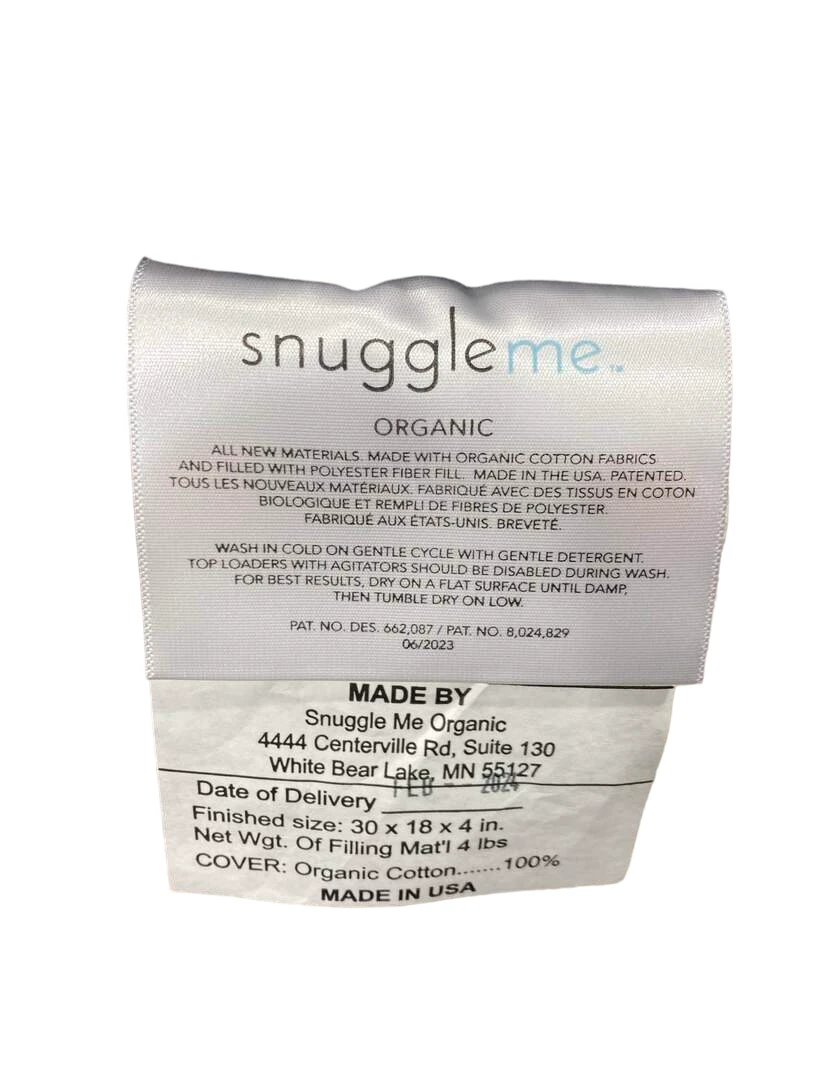 snuggleme™
ORGANIC
ALL NEW MATERIALS. MADE WITH ORGANIC COTTON FABRICS
AND FILLED WITH POLYESTER FIBER FILL. MADE IN THE USA. PATENTED.
TOUS LES NOUVEAUX MATÉRIAUX. FABRIQUÉ AVEC DES TISSUS EN COTON
BIOLOGIQUE ET REMPLI DE FIBRES DE POLYESTER.
FABRIQUÉ AUX ÉTATS-UNIS. BREVETÉ.
WASH IN COLD ON GENTLE CYCLE WITH GENTLE DETERGENT.
TOP LOADERS WITH AGITATORS SHOULD BE DISABLED DURING WASH.
FOR BEST RESULTS, DRY ON A FLAT SURFACE UNTIL DAMP,
THEN TUMBLE DRY ON LOW.
PAT. NO. DES. 662,087 / PAT. NO. 8,024,829
06/2023
MADE BY
Snuggle Me Organic
4444 Centerville Rd, Suite 130
White Bear Lake, MN 55127
Date of Delivery FEB 2024
Finished size: 30 x 18 x 4 in.
Net Wgt. Of Filling Mat'l 4 lbs
COVER: Organic Cotton.......100%
MADE IN USA